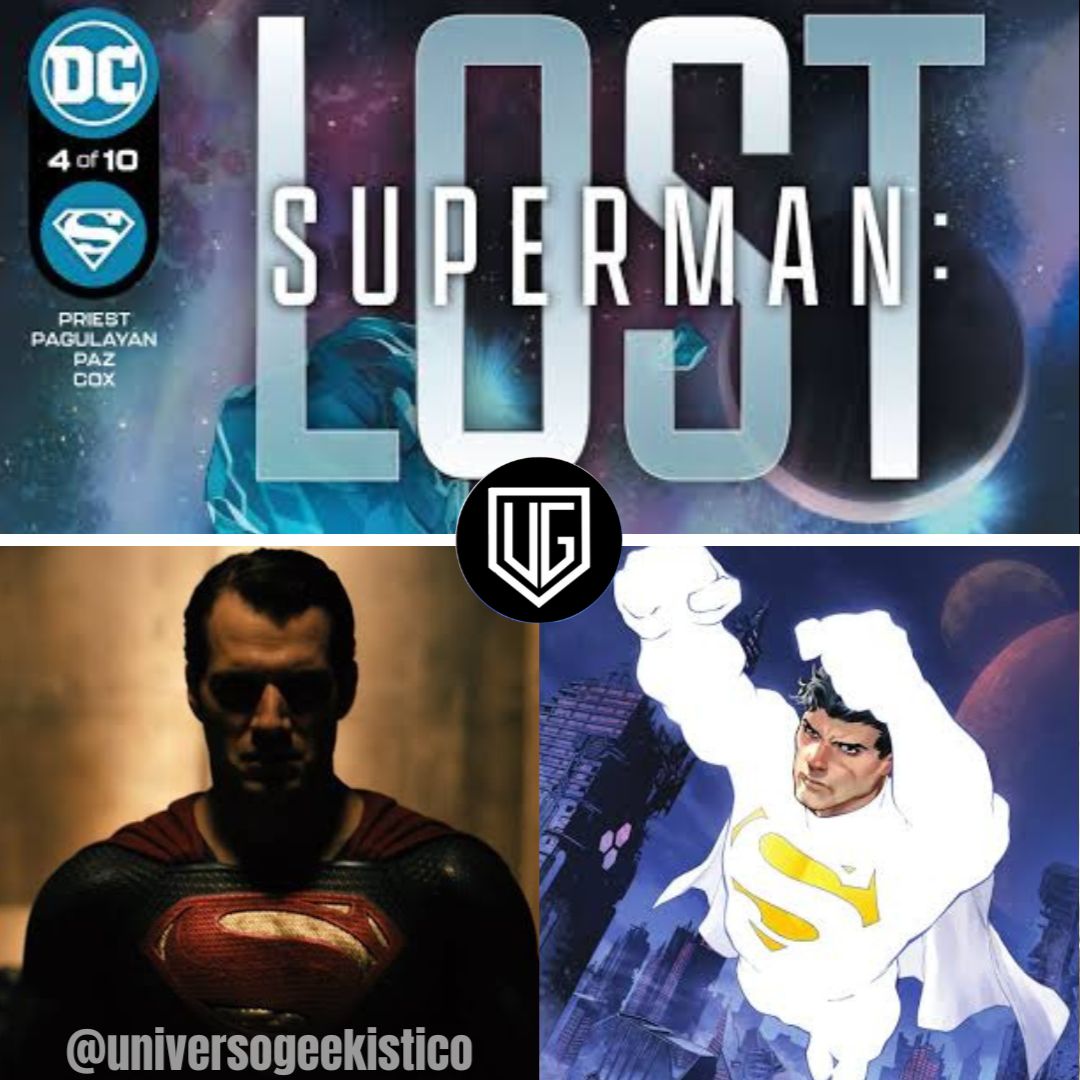 DC
4 of 10
S
PRIEST
PAGULAYAN
PAZ
COX
LOST
SUPERMAN:
UG
@universogeekistico